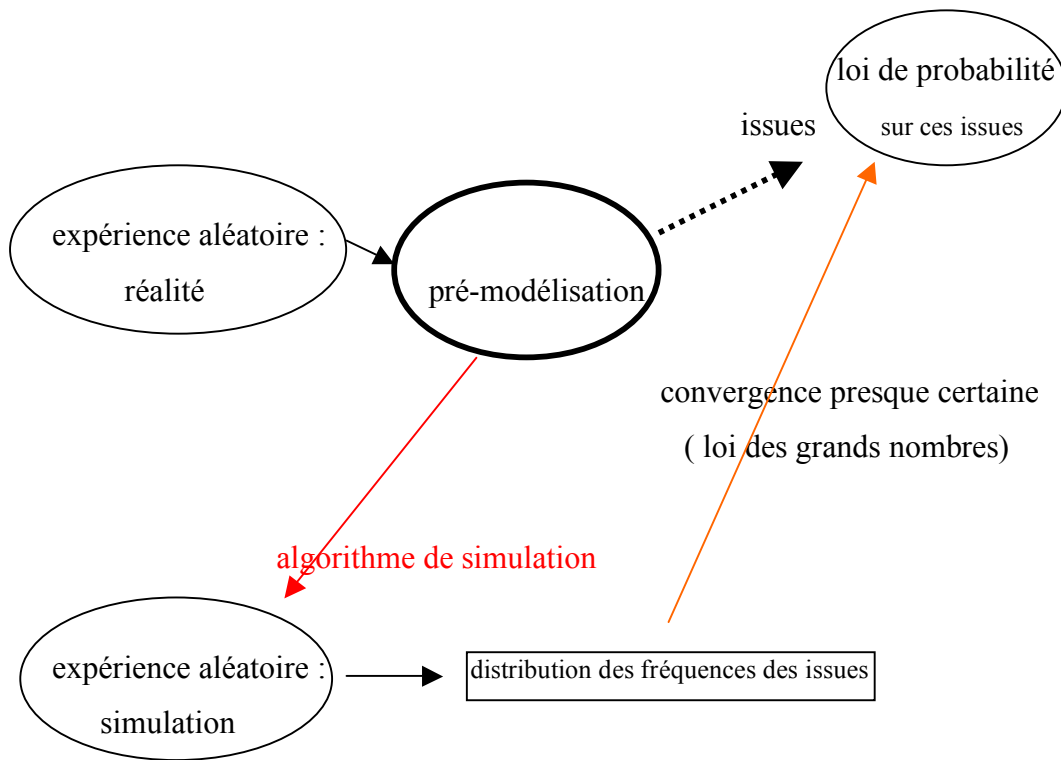 loi de probabilité
issues
sur ces issues
expérience aléatoire :
réalité
pré-modélisation
convergence presque certaine
( loi des grands nombres)
algorithme de simulation
expérience aléatoire :
simulation
distribution des fréquences des issues